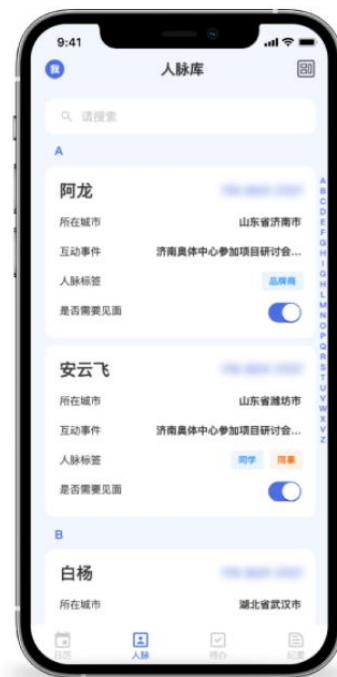 9:41
我
人脉库
请搜索
A
阿龙
所在城市 山东省济南市
互动事件 济南奥体中心参加项目研讨会...
人脉标签 品牌商
是否需要见面
安云飞
所在城市 山东省潍坊市
互动事件 济南奥体中心参加项目研讨会...
人脉标签 同学 同事
是否需要见面
B
白杨
所在城市 湖北省武汉市
A
B
C
D
E
F
G
H
I
G
H
L
M
N
O
P
Q
R
S
T
U
V
W
X
V
Z
日历 人脉 待办 纪要